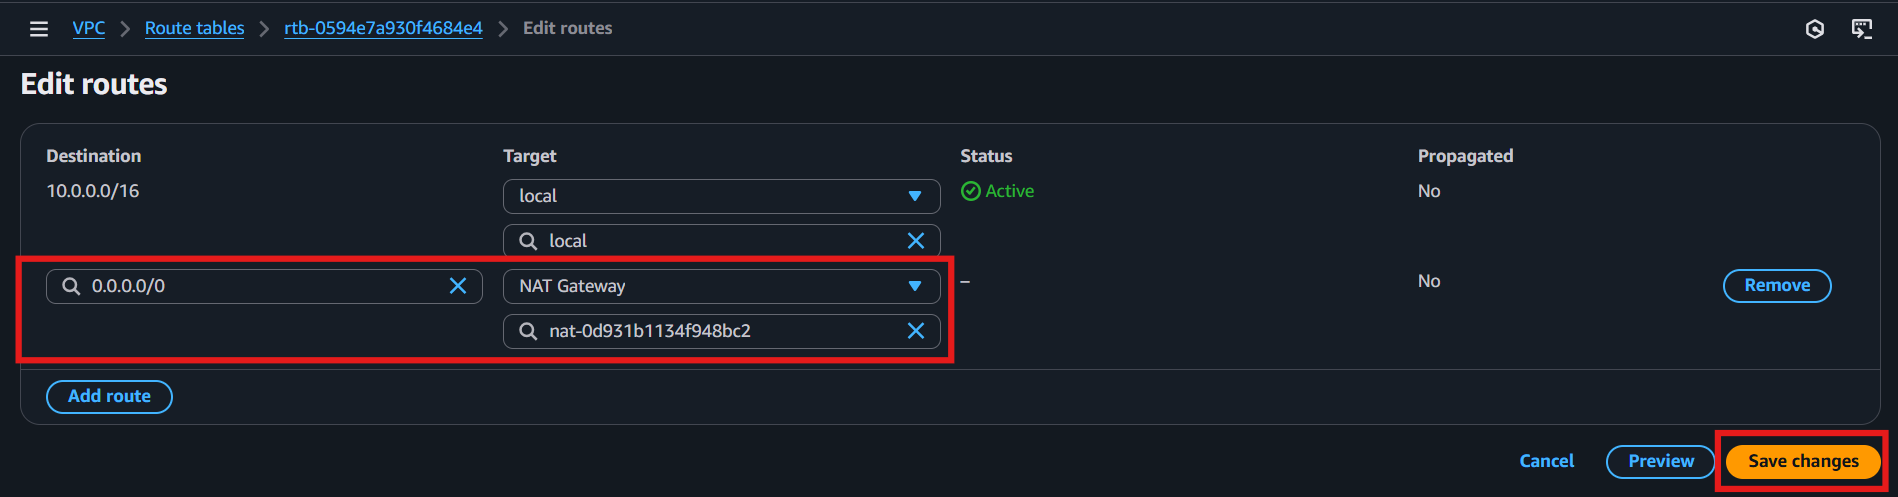 VPC > Route tables > rtb-0594e7a930f4684e4 > Edit routes
Edit routes
Destination Target Status Propagated
10.0.0.0/16 local Active No
local
0.0.0.0/0 NAT Gateway – No Remove
nat-0d931b1134f948bc2
Add route
Cancel Preview Save changes